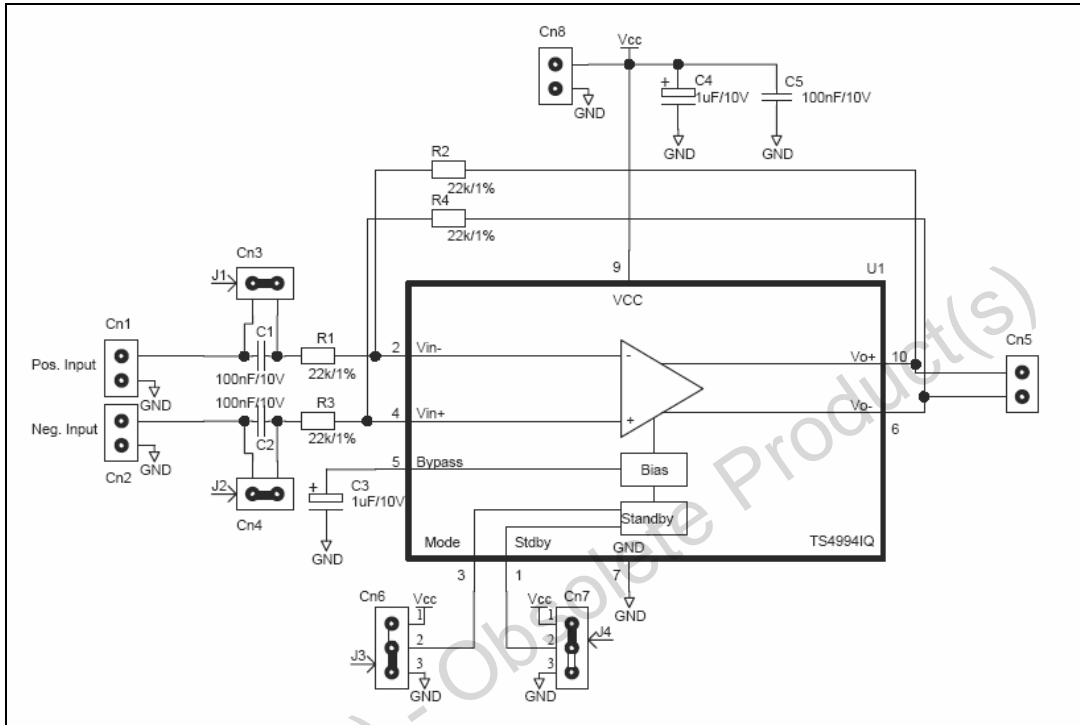 Cn8
Vcc
+
C4
1uF/10V
C5
100nF/10V
GND
GND
GND
R2
22k/1%
R4
22k/1%
Cn3
J1
9
U1
VCC
Cn1
Pos. Input
C1
R1
2
Vin-
-
Vo+
10
Cn5
100nF/10V
22k/1%
GND
100nF/10V
R3
Neg. Input
4
Vin+
+
Vo-
6
C2
22k/1%
GND
Cn2
5
Bypass
Bias
J2
Cn4
+
C3
1uF/10V
GND
Standby
Mode
Stdby
GND
TS4994IQ
3
1
7
GND
Cn6
Vcc
1
2
3
J3
GND
Vcc
Cn7
1
2
3
J4
GND
) - Obsolete Product(s)